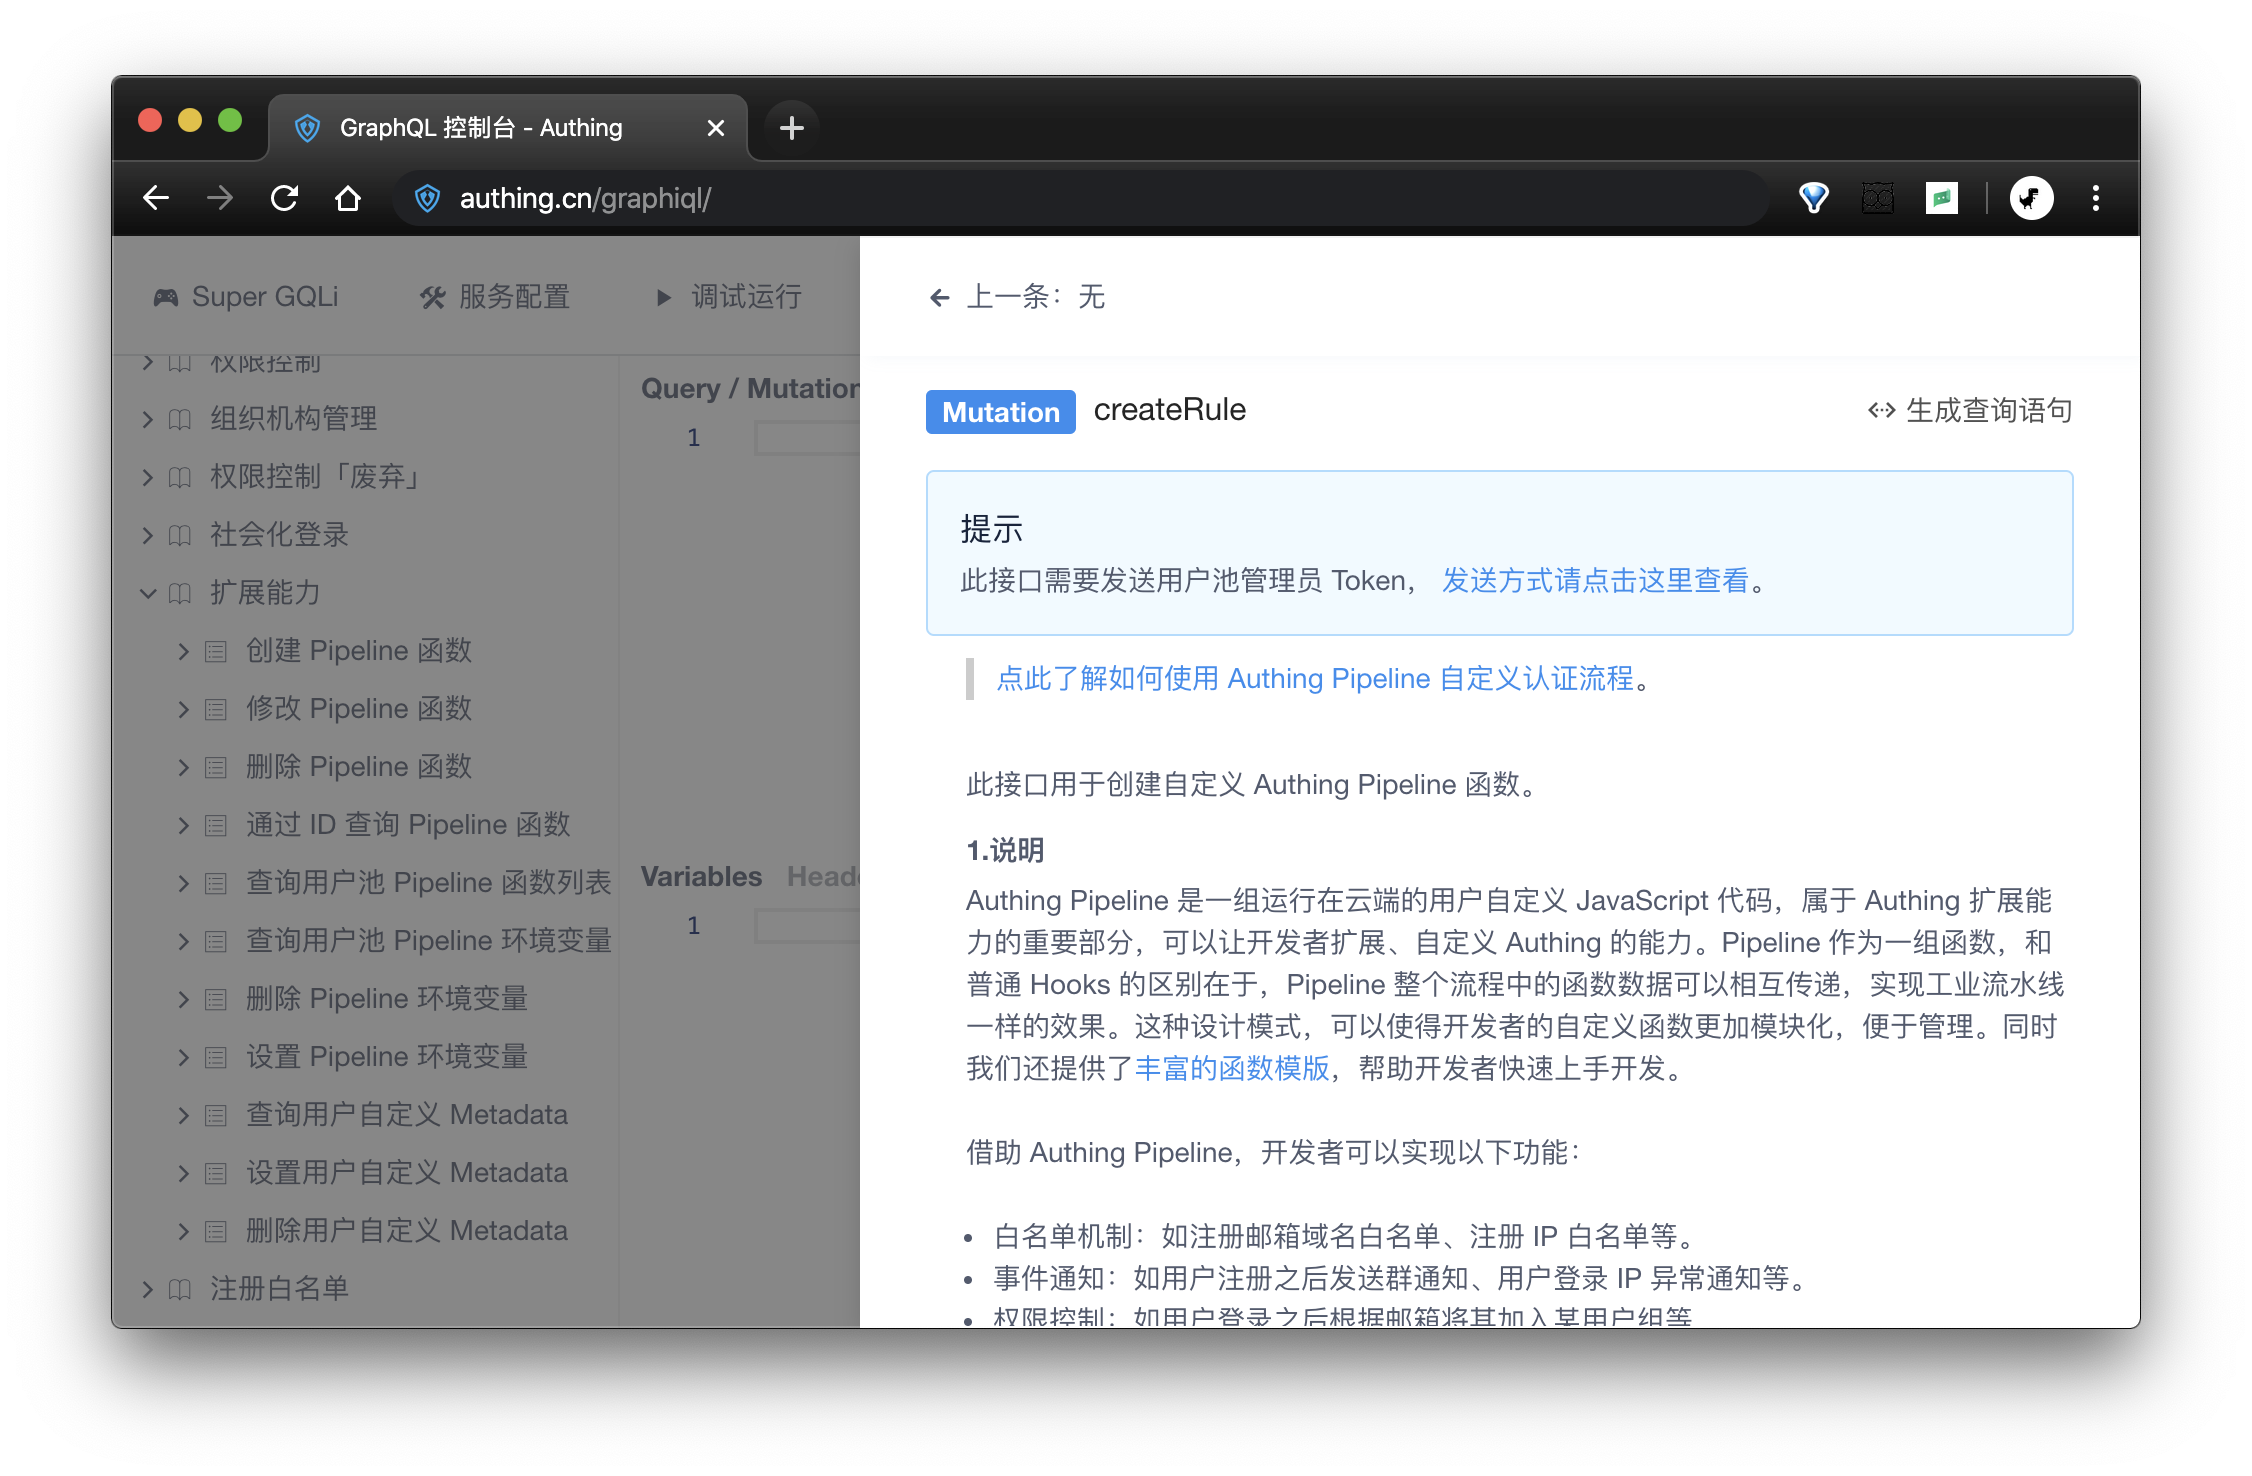 GraphQL 控制台 - Authing
authing.cn/graphiql/
Super GQLi
服务配置
调试运行
权限控制
组织机构管理
权限控制「废弃」
社会化登录
扩展能力
创建 Pipeline 函数
修改 Pipeline 函数
删除 Pipeline 函数
通过 ID 查询 Pipeline 函数
查询用户池 Pipeline 函数列表
查询用户池 Pipeline 环境变量
删除 Pipeline 环境变量
设置 Pipeline 环境变量
查询用户自定义 Metadata
设置用户自定义 Metadata
删除用户自定义 Metadata
注册白名单
Query / Mutation
1
Variables
1
上一条：无
Mutation createRule
生成查询语句
提示
此接口需要发送用户池管理员 Token， 发送方式请点击这里查看。
点此了解如何使用 Authing Pipeline 自定义认证流程。
此接口用于创建自定义 Authing Pipeline 函数。
1.说明
Authing Pipeline 是一组运行在云端的用户自定义 JavaScript 代码，属于 Authing 扩展能
力的重要部分，可以让开发者扩展、自定义 Authing 的能力。Pipeline 作为一组函数，和
普通 Hooks 的区别在于，Pipeline 整个流程中的函数数据可以相互传递，实现工业流水线
一样的效果。这种设计模式，可以使得开发者的自定义函数更加模块化，便于管理。同时
我们还提供了丰富的函数模版，帮助开发者快速上手开发。
借助 Authing Pipeline，开发者可以实现以下功能：
白名单机制：如注册邮箱域名白名单、注册 IP 白名单等。
事件通知：如用户注册之后发送群通知、用户登录 IP 异常通知等。
权限控制：如用户登录之后根据邮箱将其加入某用户组等